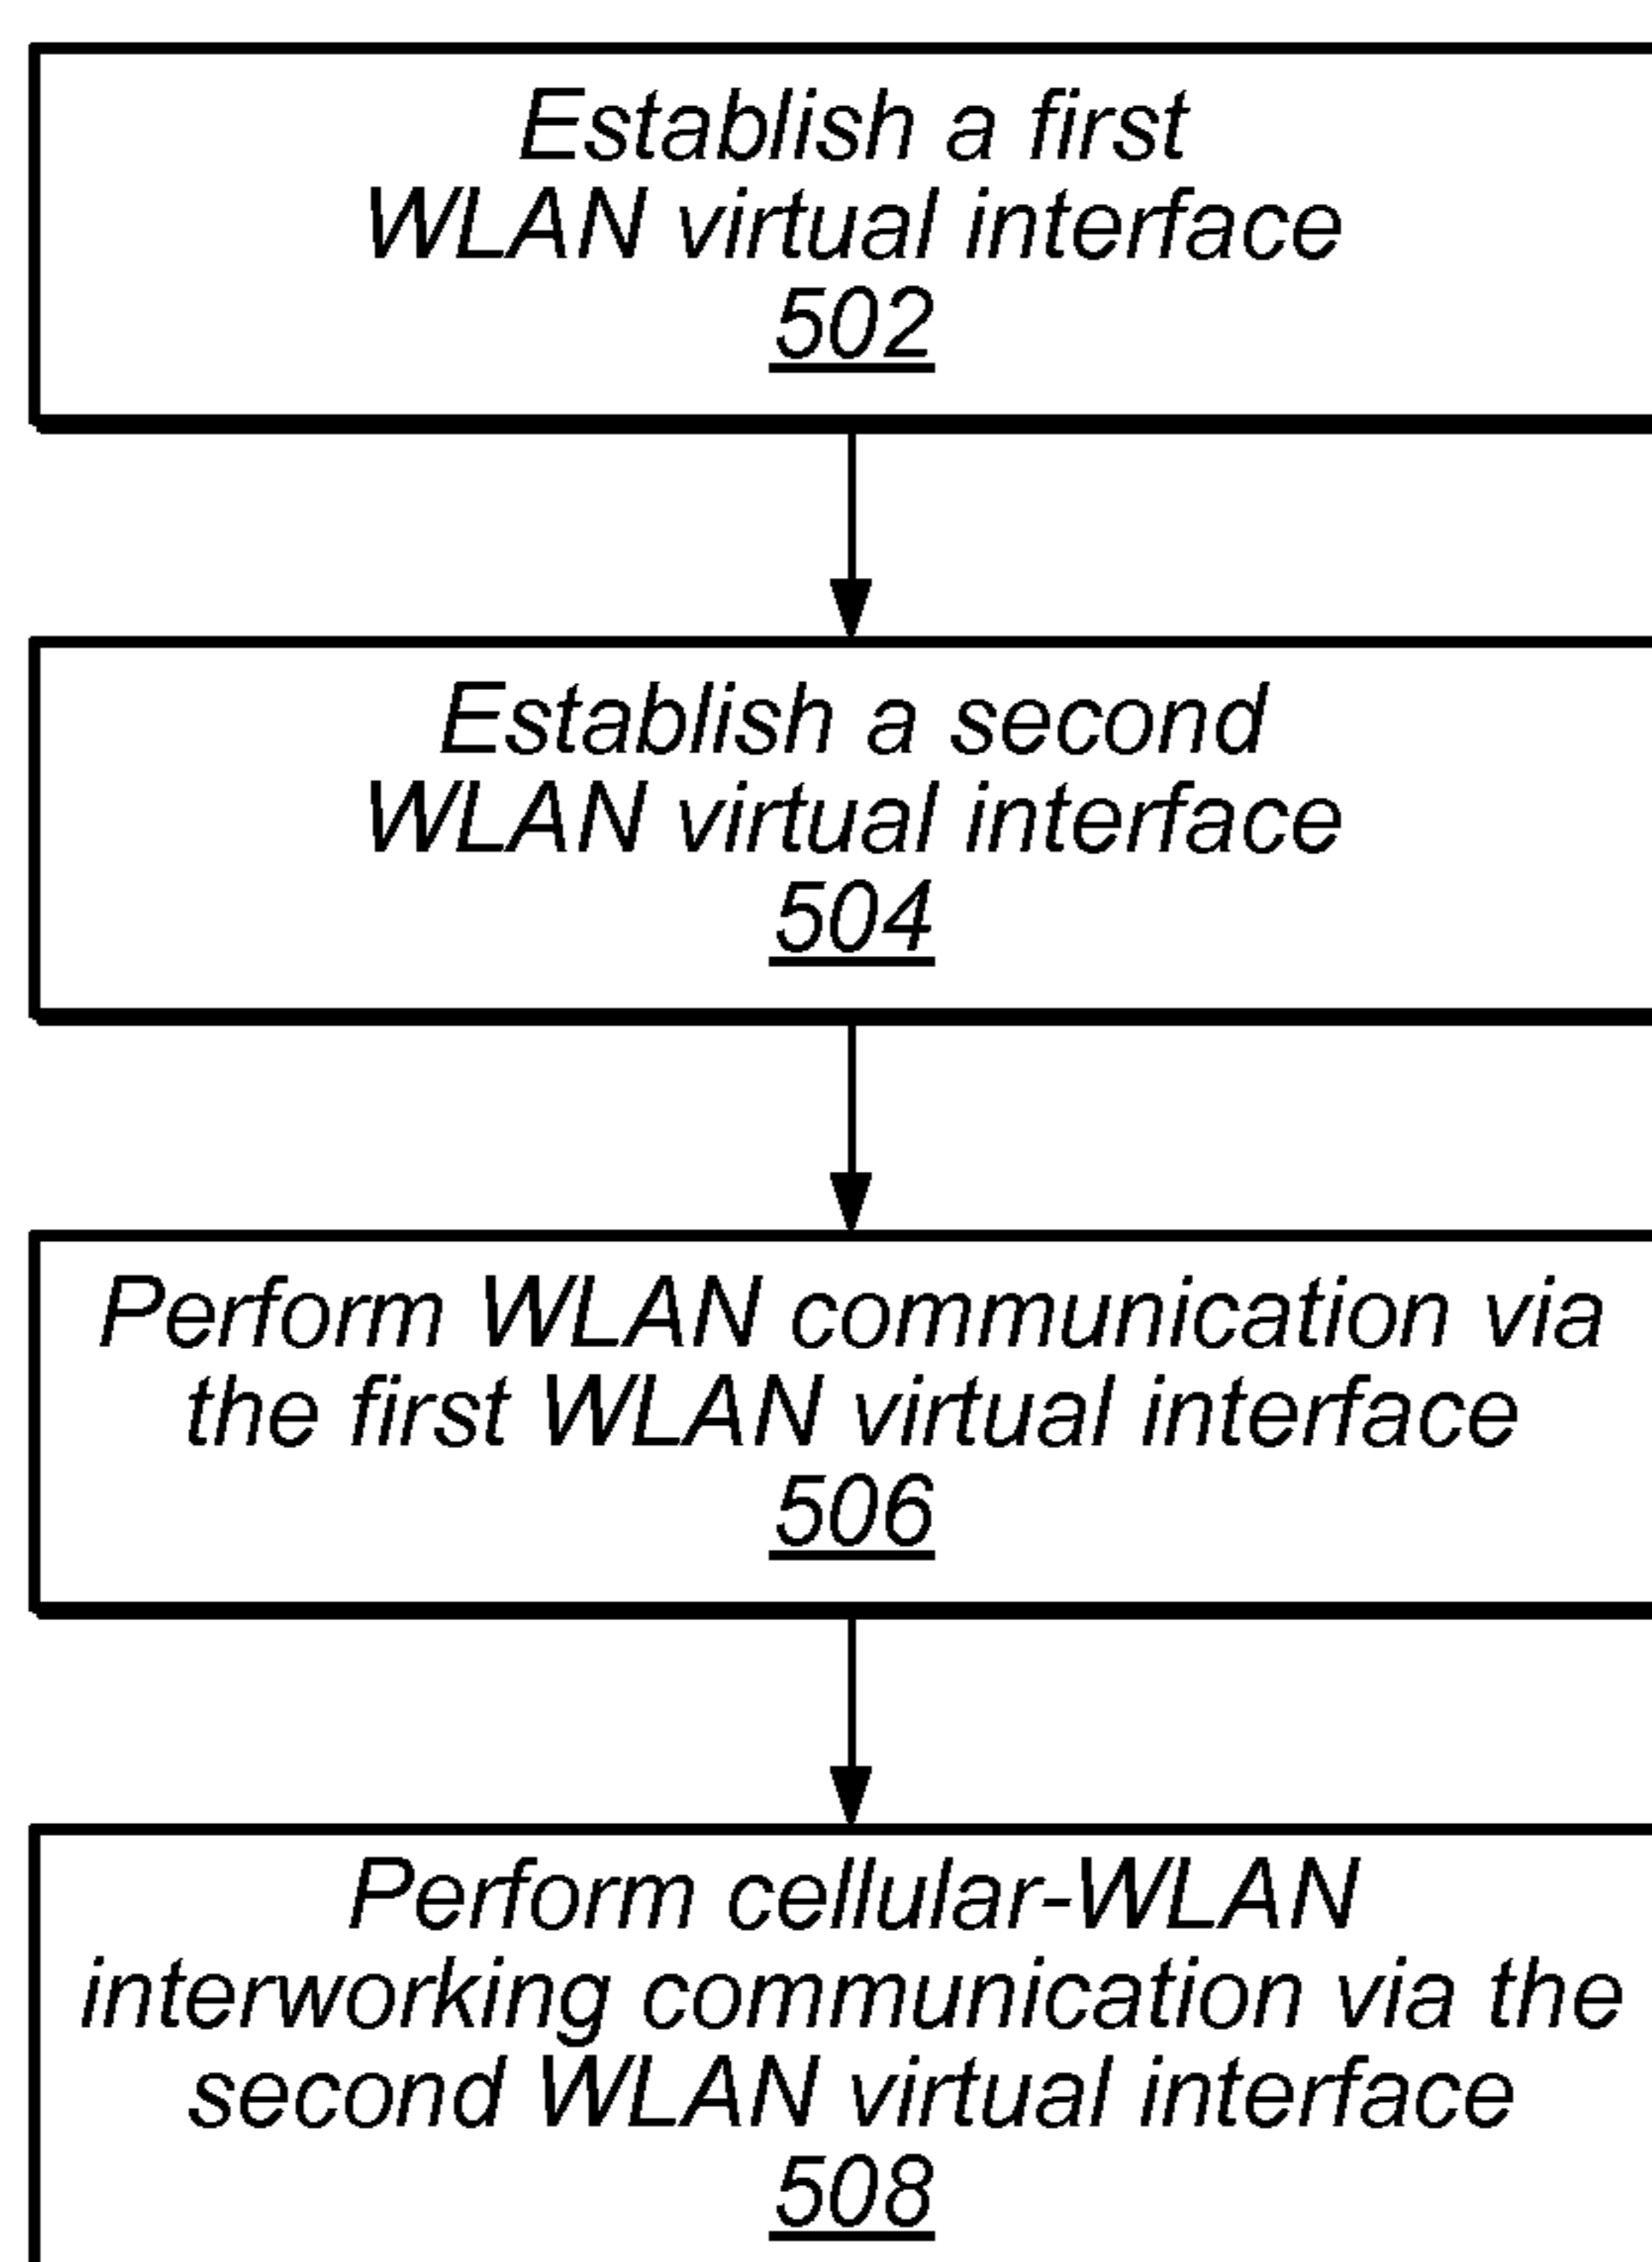 Establish a first
WLAN virtual interface
502
Establish a second
WLAN virtual interface
504
Perform WLAN communication via
the first WLAN virtual interface
506
Perform cellular-WLAN
interworking communication via the
second WLAN virtual interface
508